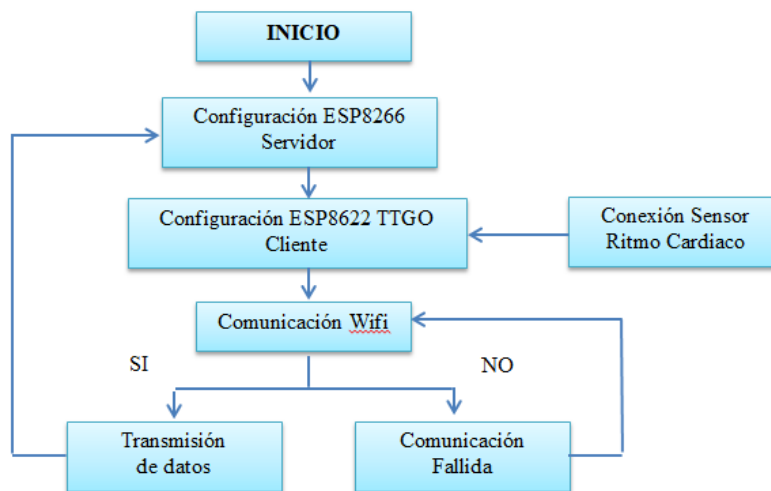 INICIO
Configuración ESP8266
Servidor
Configuración ESP8622 TTGO
Cliente
Conexión Sensor
Ritmo Cardiaco
Comunicación Wifi
SI
NO
Transmisión
de datos
Comunicación
Fallida